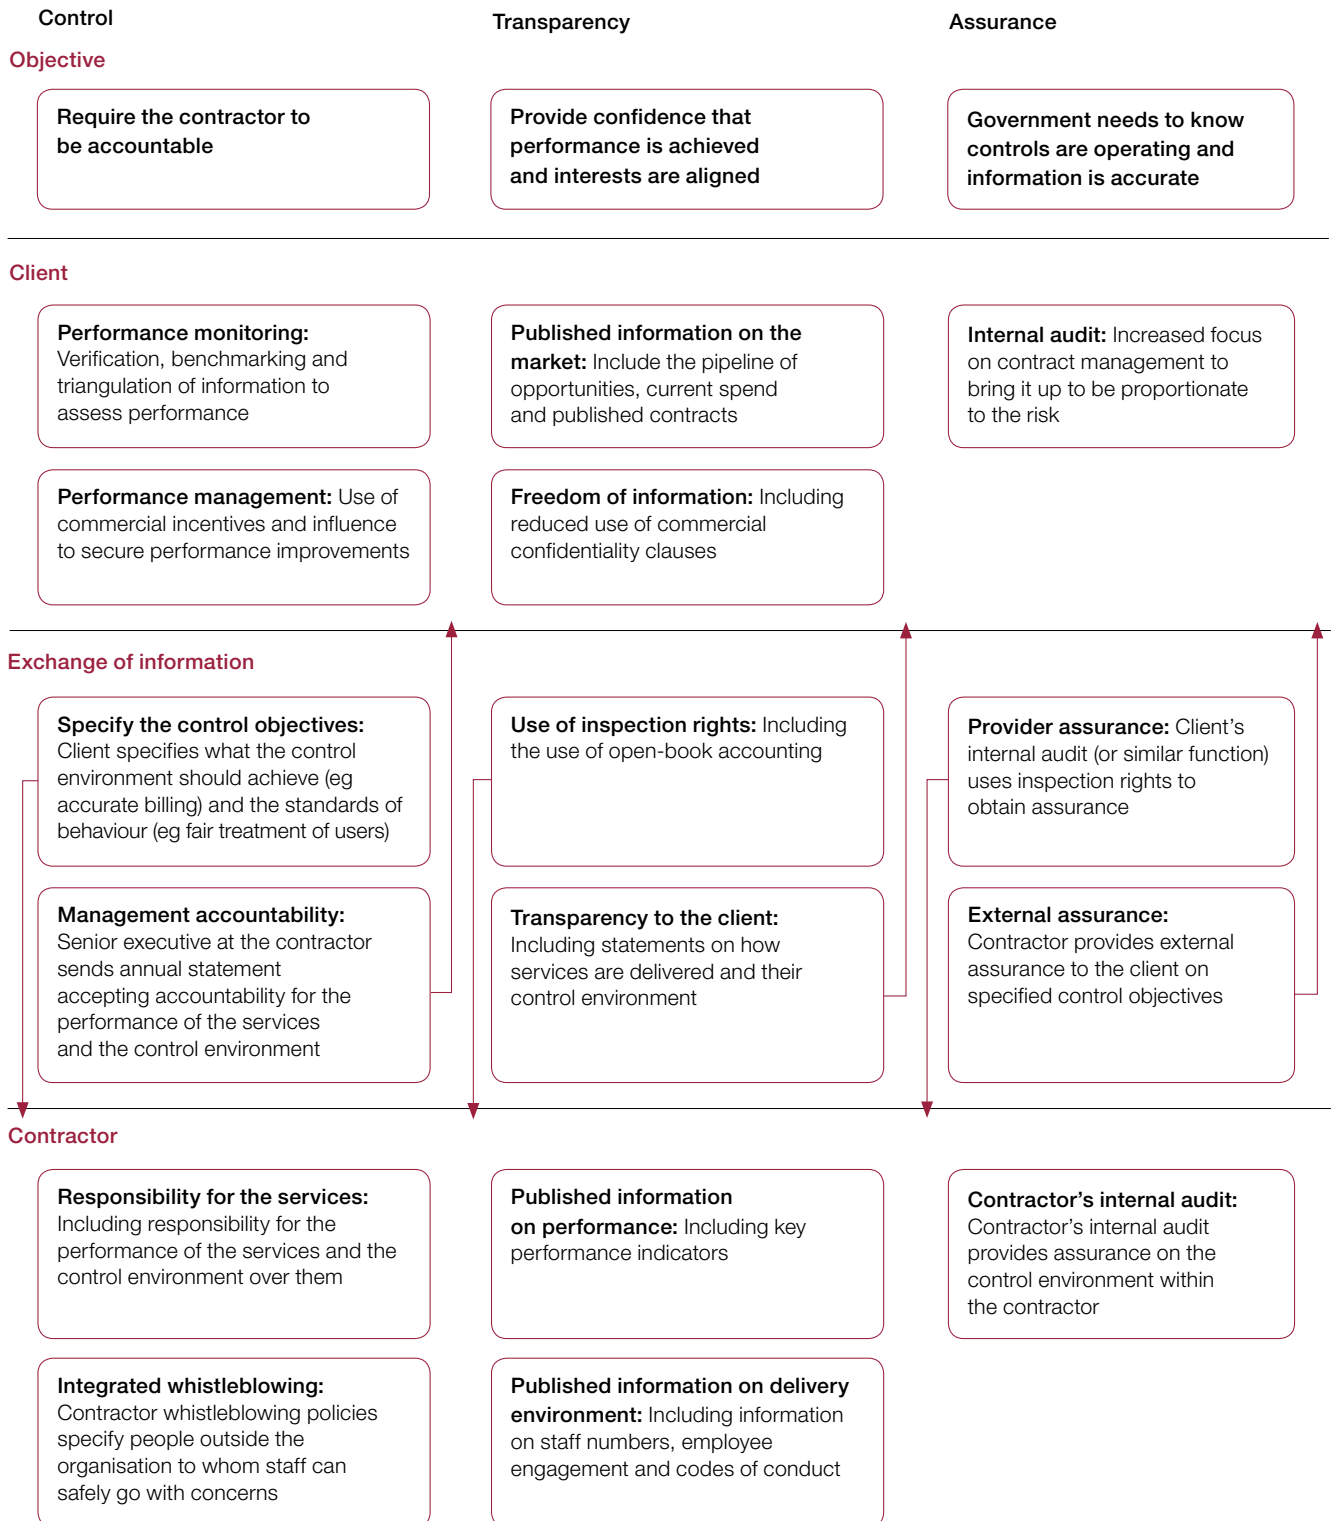 Control
Transparency
Assurance
Objective
Require the contractor to
be accountable
Provide confidence that
performance is achieved
and interests are aligned
Government needs to know
controls are operating and
information is accurate
Client
Performance monitoring:
Verification, benchmarking and
triangulation of information to
assess performance
Published information on the
market: Include the pipeline of
opportunities, current spend
and published contracts
Internal audit: Increased focus
on contract management to
bring it up to be proportionate
to the risk
Performance management: Use of
commercial incentives and influence
to secure performance improvements
Freedom of information: Including
reduced use of commercial
confidentiality clauses
Exchange of information
Specify the control objectives:
Client specifies what the control
environment should achieve (eg
accurate billing) and the standards of
behaviour (eg fair treatment of users)
Use of inspection rights: Including
the use of open-book accounting
Provider assurance: Client's
internal audit (or similar function)
uses inspection rights to
obtain assurance
Management accountability:
Senior executive at the contractor
sends annual statement
accepting accountability for the
performance of the services
and the control environment
Transparency to the client:
Including statements on how
services are delivered and their
control environment
External assurance:
Contractor provides external
assurance to the client on
specified control objectives
Contractor
Responsibility for the services:
Including responsibility for the
performance of the services and the
control environment over them
Published information
on performance: Including key
performance indicators
Contractor's internal audit:
Contractor's internal audit
provides assurance on the
control environment within
the contractor
Integrated whistleblowing:
Contractor whistleblowing policies
specify people outside the
organisation to whom staff can
safely go with concerns
Published information on delivery
environment: Including information
on staff numbers, employee
engagement and codes of conduct